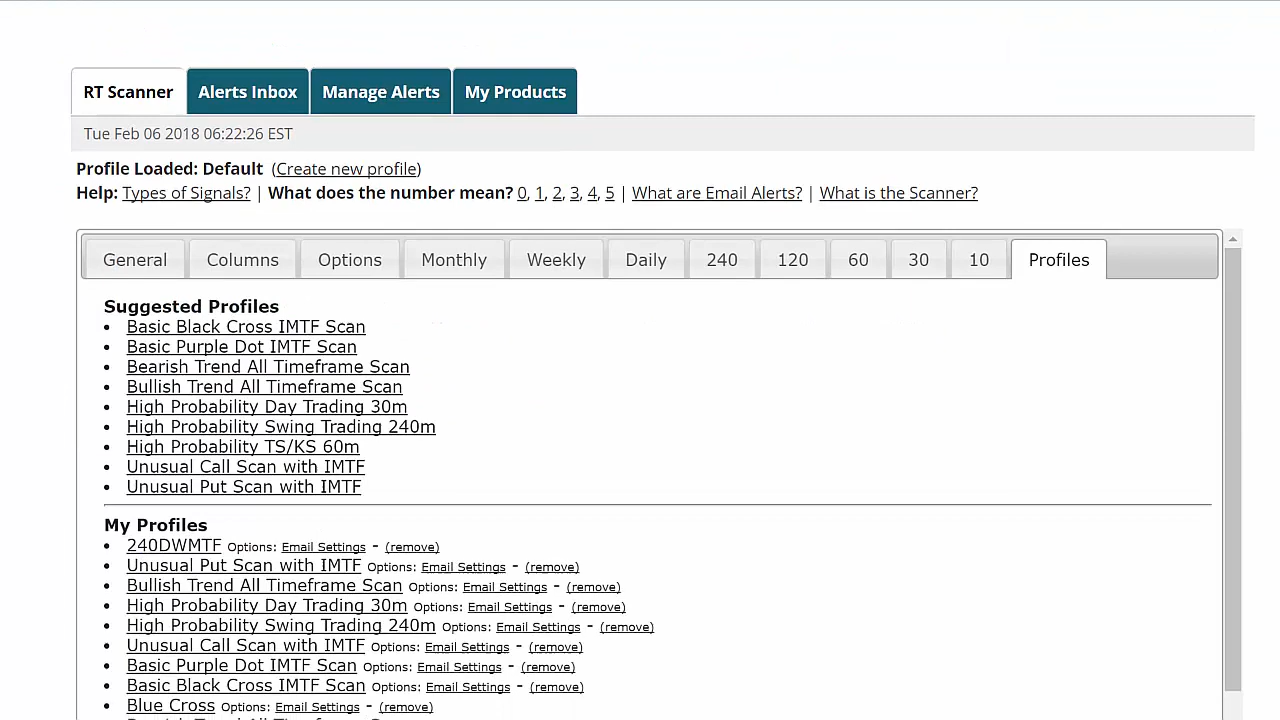 RT Scanner Alerts Inbox Manage Alerts My Products
Tue Feb 06 2018 06:22:26 EST
Profile Loaded: Default (Create new profile)
Help: Types of Signals? | What does the number mean? 0, 1, 2, 3, 4, 5 | What are Email Alerts? | What is the Scanner?
General Columns Options Monthly Weekly Daily 240 120 60 30 10 Profiles
Suggested Profiles
• Basic Black Cross IMTF Scan
• Basic Purple Dot IMTF Scan
• Bearish Trend All Timeframe Scan
• Bullish Trend All Timeframe Scan
• High Probability Day Trading 30m
• High Probability Swing Trading 240m
• High Probability TS/KS 60m
• Unusual Call Scan with IMTF
• Unusual Put Scan with IMTF
My Profiles
• 240DWMTF Options: Email Settings - (remove)
• Unusual Put Scan with IMTF Options: Email Settings - (remove)
• Bullish Trend All Timeframe Scan Options: Email Settings - (remove)
• High Probability Day Trading 30m Options: Email Settings - (remove)
• High Probability Swing Trading 240m Options: Email Settings - (remove)
• Unusual Call Scan with IMTF Options: Email Settings - (remove)
• Basic Purple Dot IMTF Scan Options: Email Settings - (remove)
• Basic Black Cross IMTF Scan Options: Email Settings - (remove)
• Blue Cross Options: Email Settings - (remove)